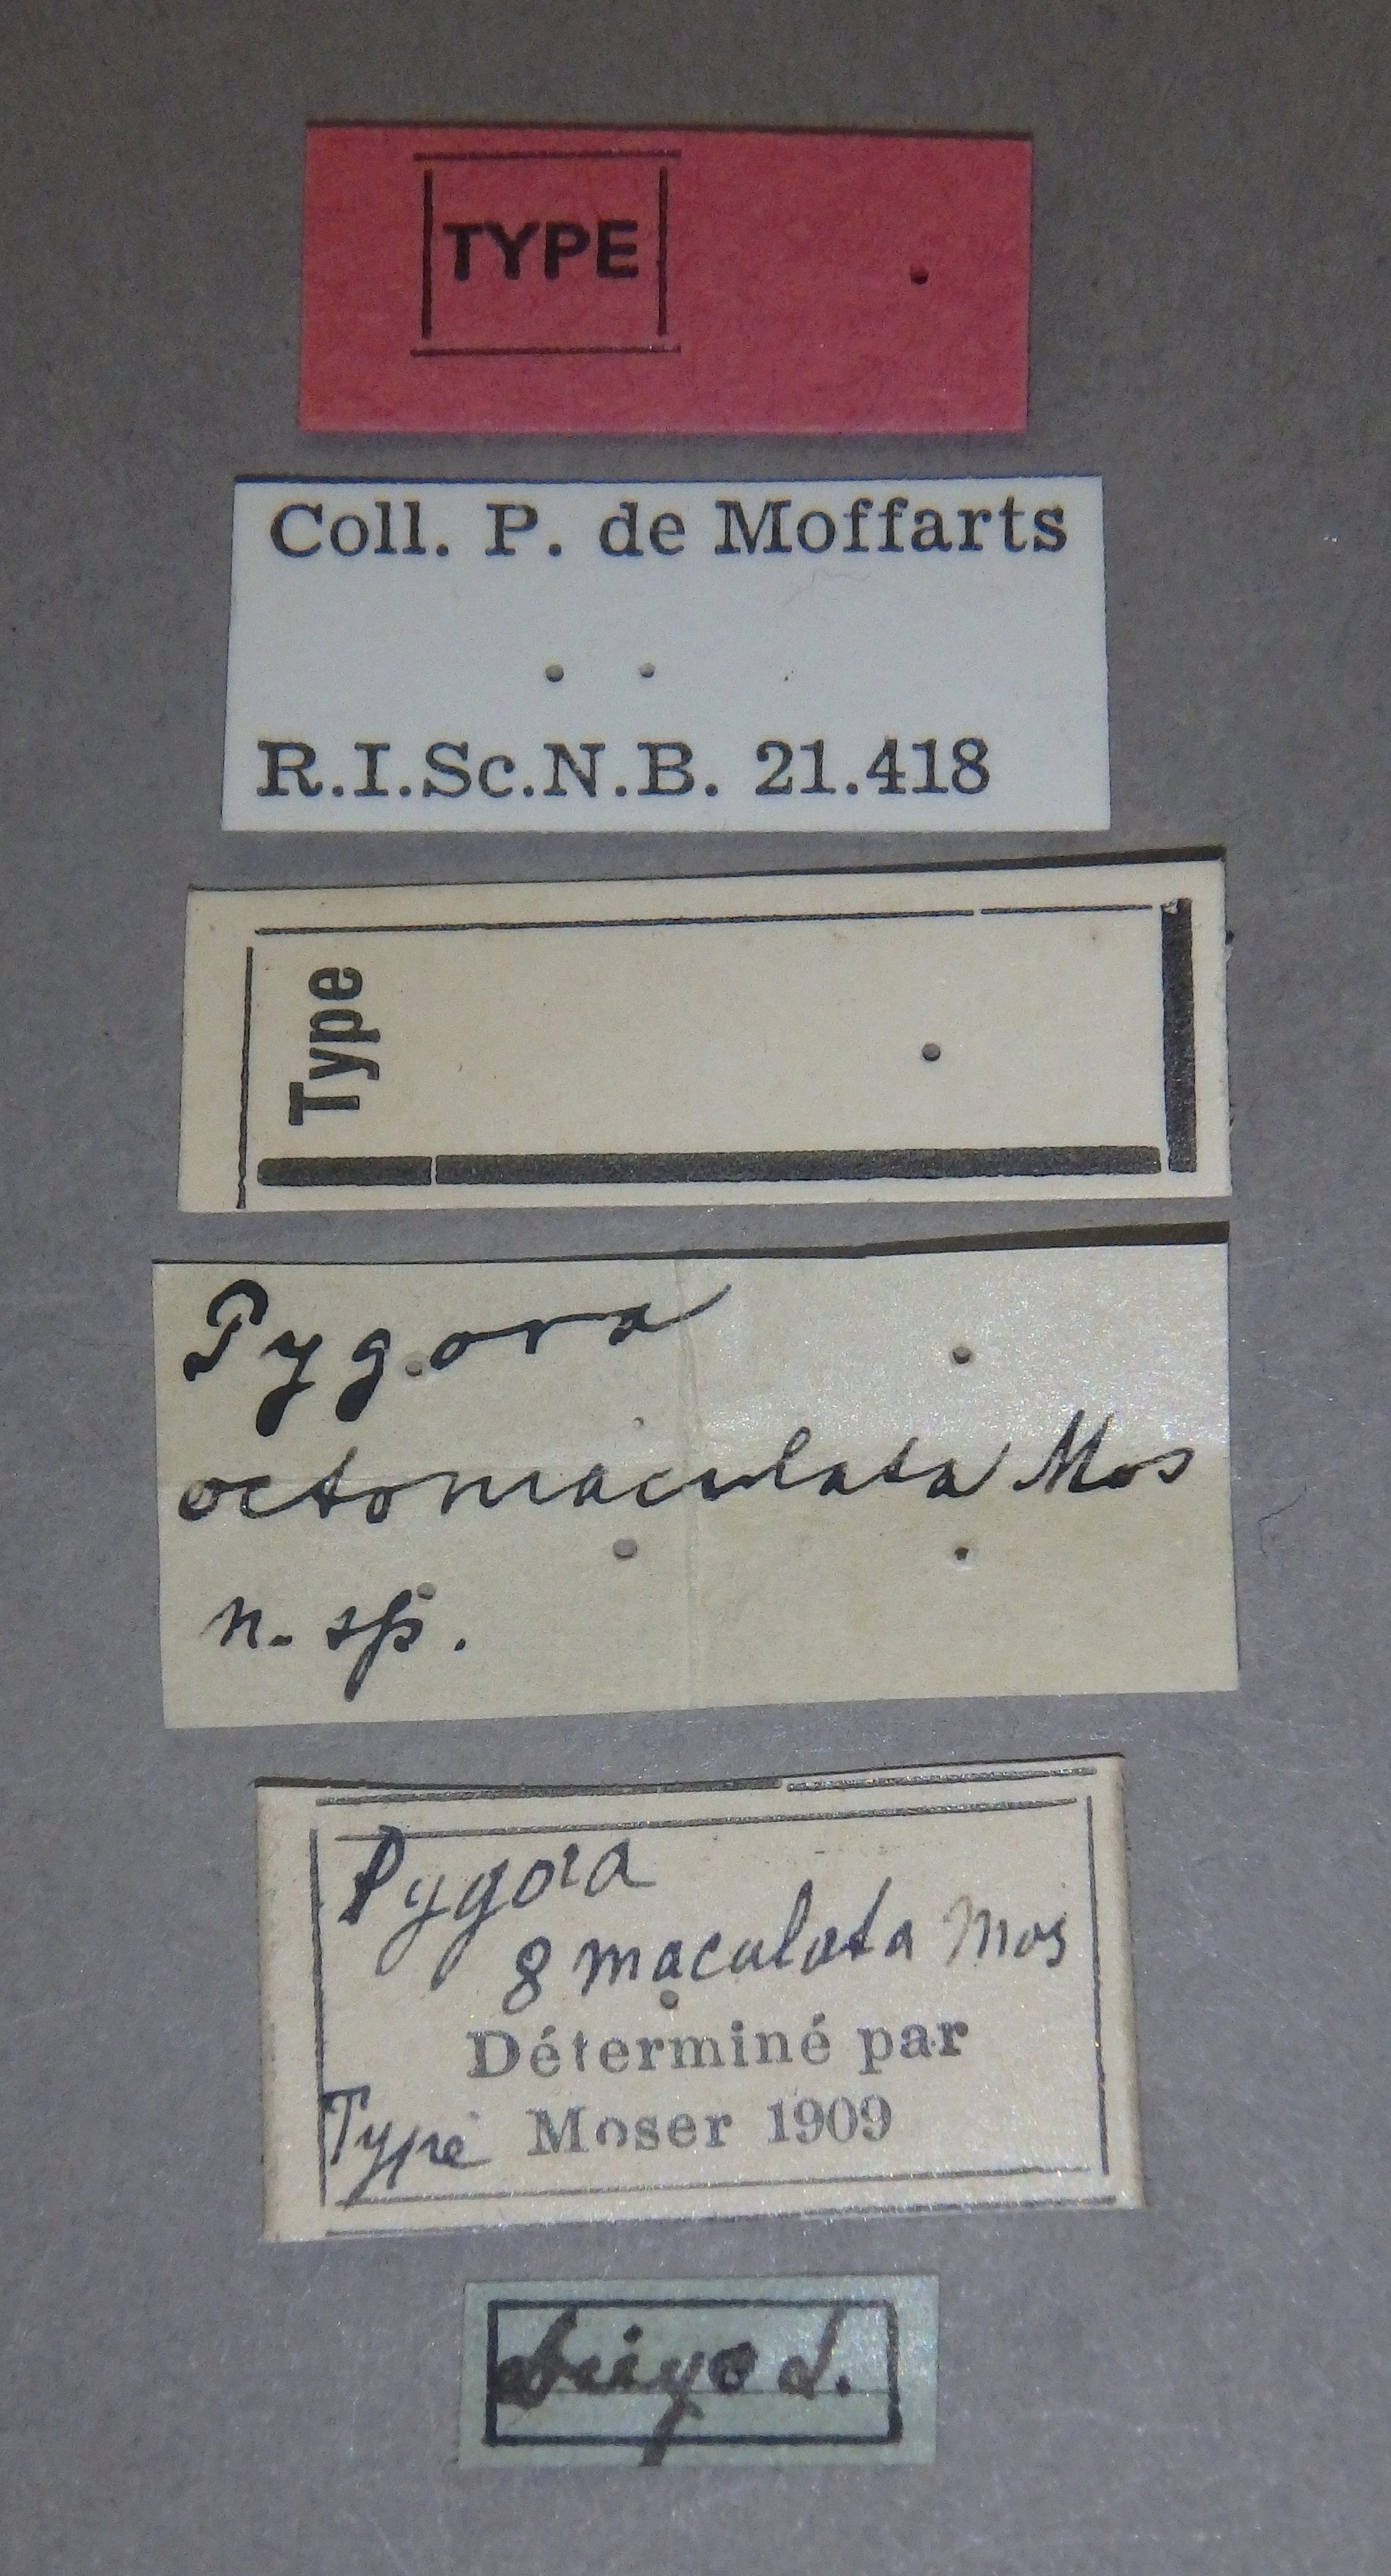 TYPE
Coll. P. de Moffarts
R.I.Sc.N.B. 21.418
Type
Pygora
octomaculata Mos
n. sp.
Pygora
8 maculata Mos
Déterminé par
Type Moser 1909